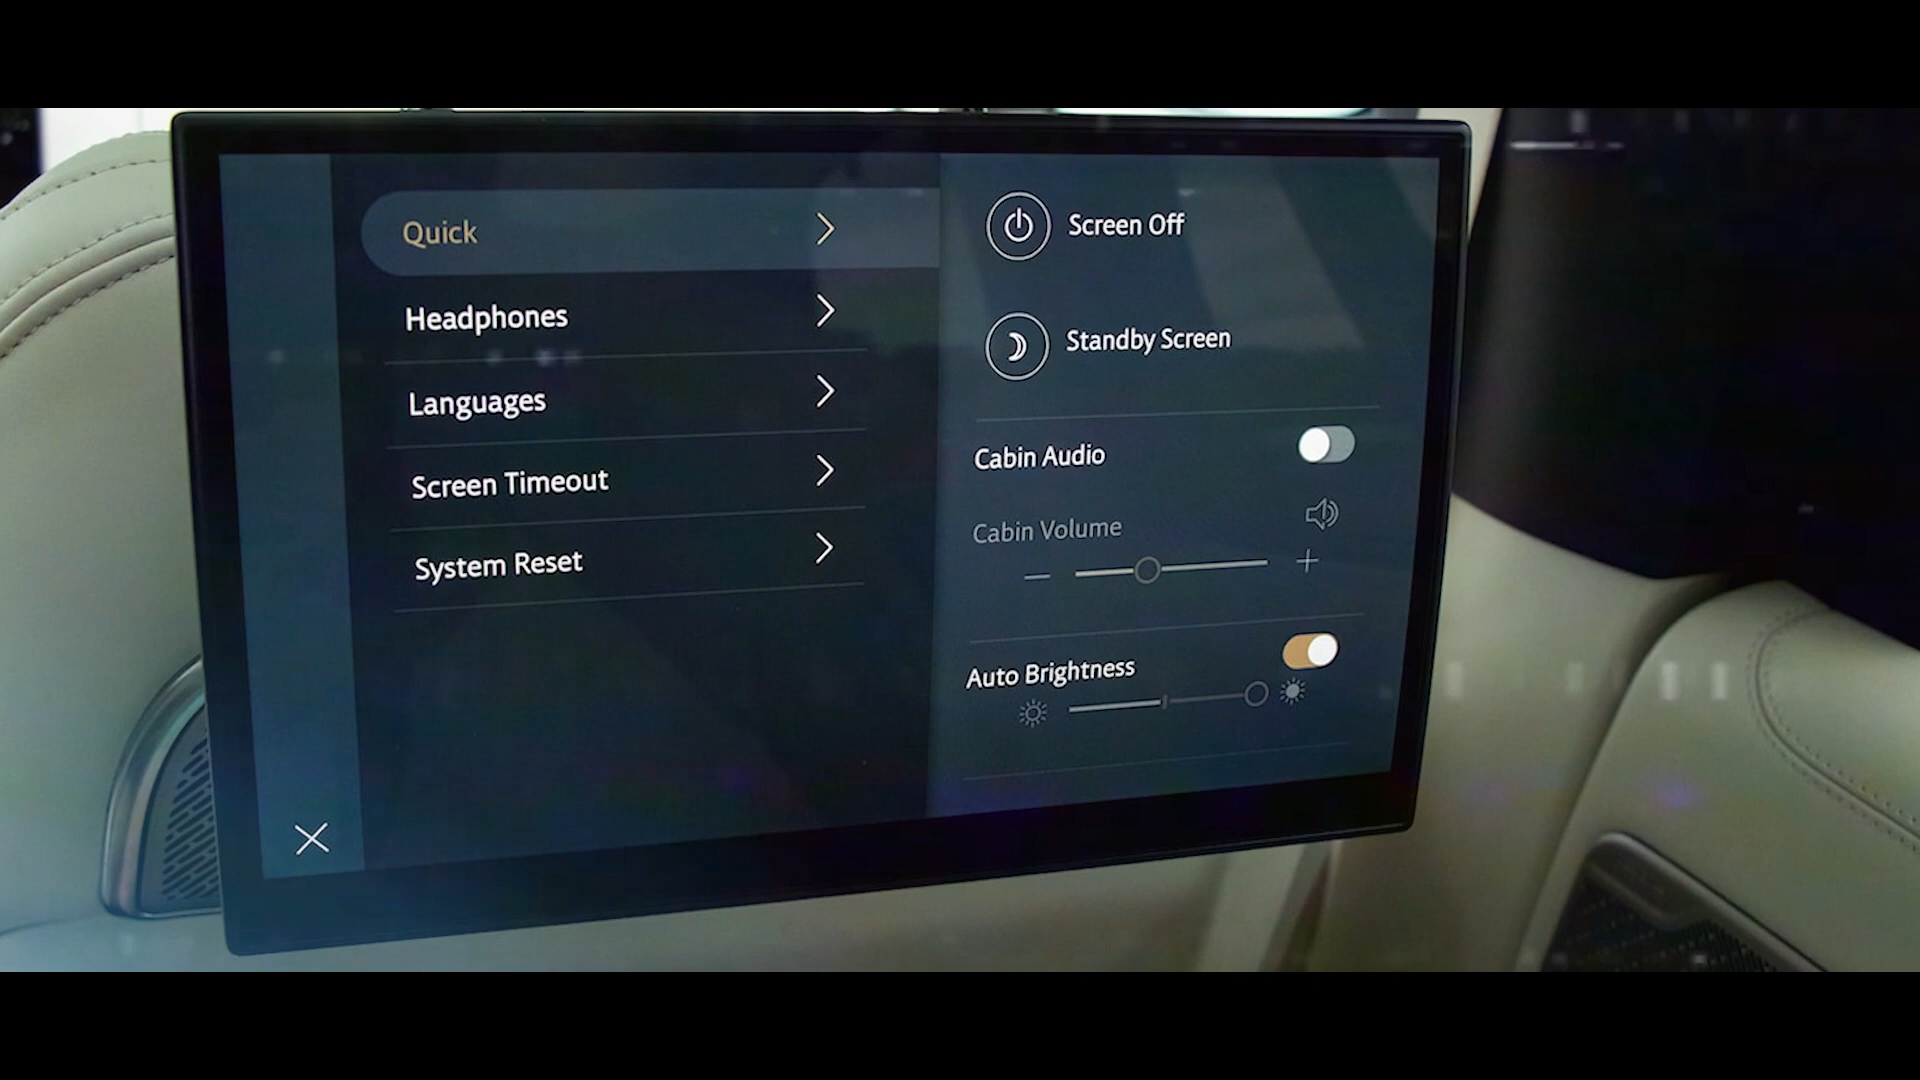 Quick
Headphones
Languages
Screen Timeout
System Reset
Screen Off
Standby Screen
Cabin Audio
Cabin Volume
Auto Brightness